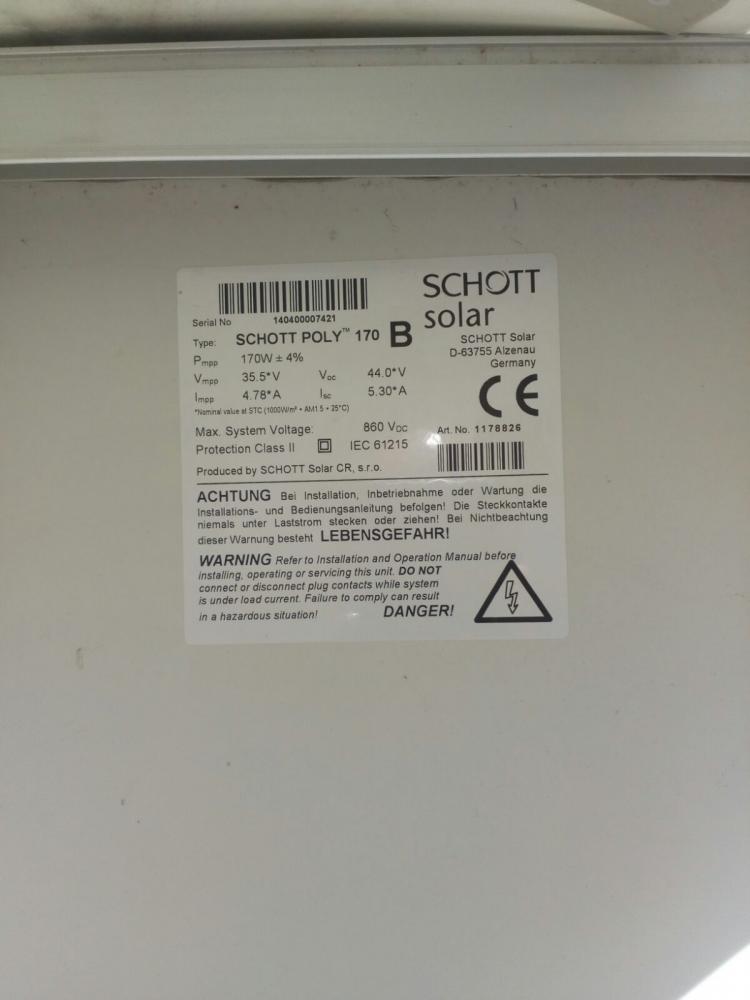 SCHOTT
solar
Serial No 140400007421
Type: SCHOTT POLY™ 170 B
SCHOTT Solar
D-63755 Alzenau
Germany
Pmpp 170W ± 4%
Vmpp 35.5*V Voc 44.0*V
Impp 4.78*A Isc 5.30*A
*Nominal value at STC (1000W/m² • AM1.5 • 25°C)
CE
Max. System Voltage: 860 VDC
Art. No. 1178826
Protection Class II IEC 61215
Produced by SCHOTT Solar CR, s.r.o.
ACHTUNG Bei Installation, Inbetriebnahme oder Wartung die
Installations- und Bedienungsanleitung befolgen! Die Steckkontakte
niemals unter Laststrom stecken oder ziehen! Bei Nichtbeachtung
dieser Warnung besteht LEBENSGEFAHR!
WARNING Refer to Installation and Operation Manual before
installing, operating or servicing this unit. DO NOT
connect or disconnect plug contacts while system
is under load current. Failure to comply can result
in a hazardous situation! DANGER!